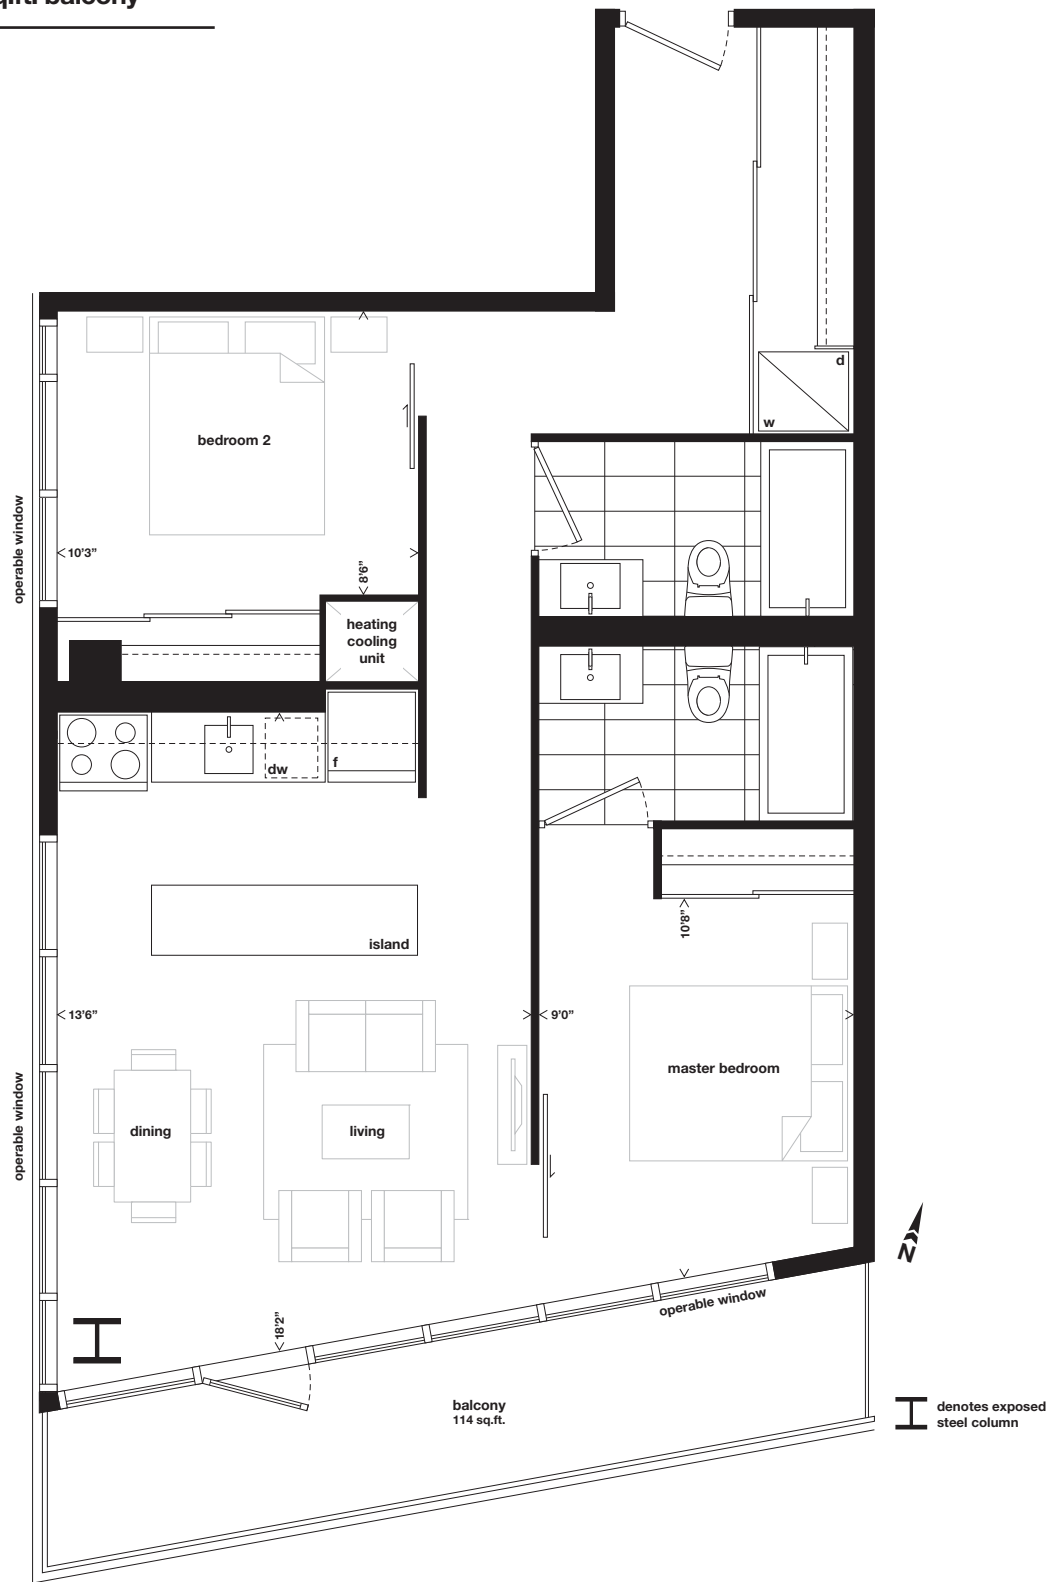 balcony
d
w
bedroom 2
operable window
10'3"
8'6"
heating
cooling
unit
dw
f
island
10'8"
13'6"
9'0"
master bedroom
operable window
dining
living
N
operable window
18'2"
balcony
114 sq.ft.
denotes exposed
steel column